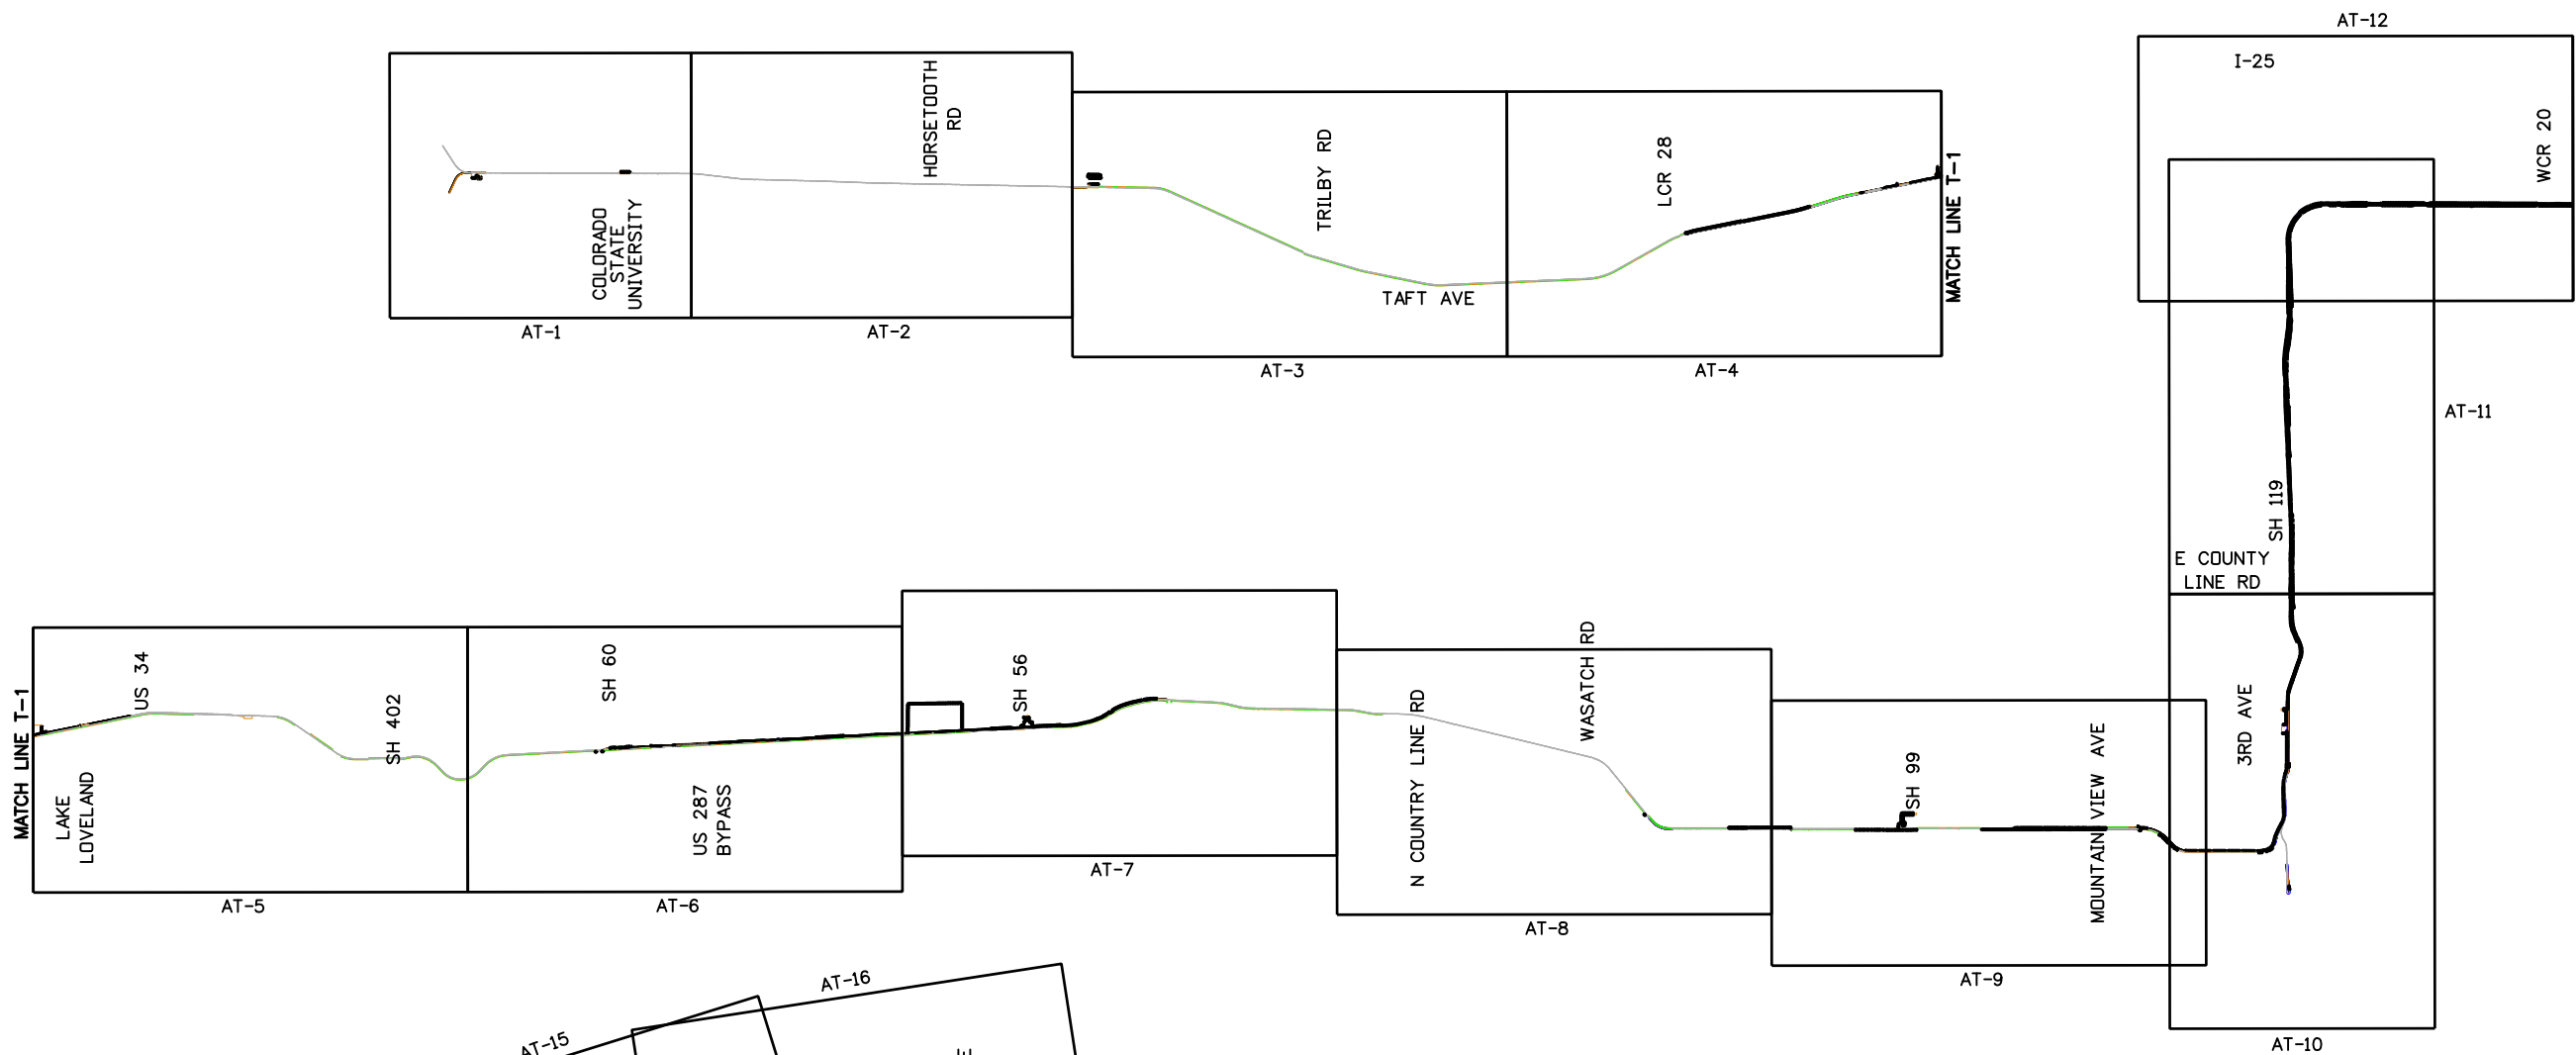 AT-12
I-25
WCR 20
HORSETOOTH
RD
COLORADO
STATE
UNIVERSITY
TRILBY RD
TAFT AVE
LCR 28
MATCH LINE T-1
AT-1
AT-2
AT-3
AT-4
AT-11
SH 119
E COUNTY
LINE RD
3RD AVE
MATCH LINE T-1
LAKE
LOVELAND
US 34
SH 402
SH 60
US 287
BYPASS
SH 56
N COUNTRY LINE RD
WASATCH RD
SH 99
MOUNTAIN VIEW AVE
AT-5
AT-6
AT-7
AT-8
AT-9
AT-10
AT-16
AT-15